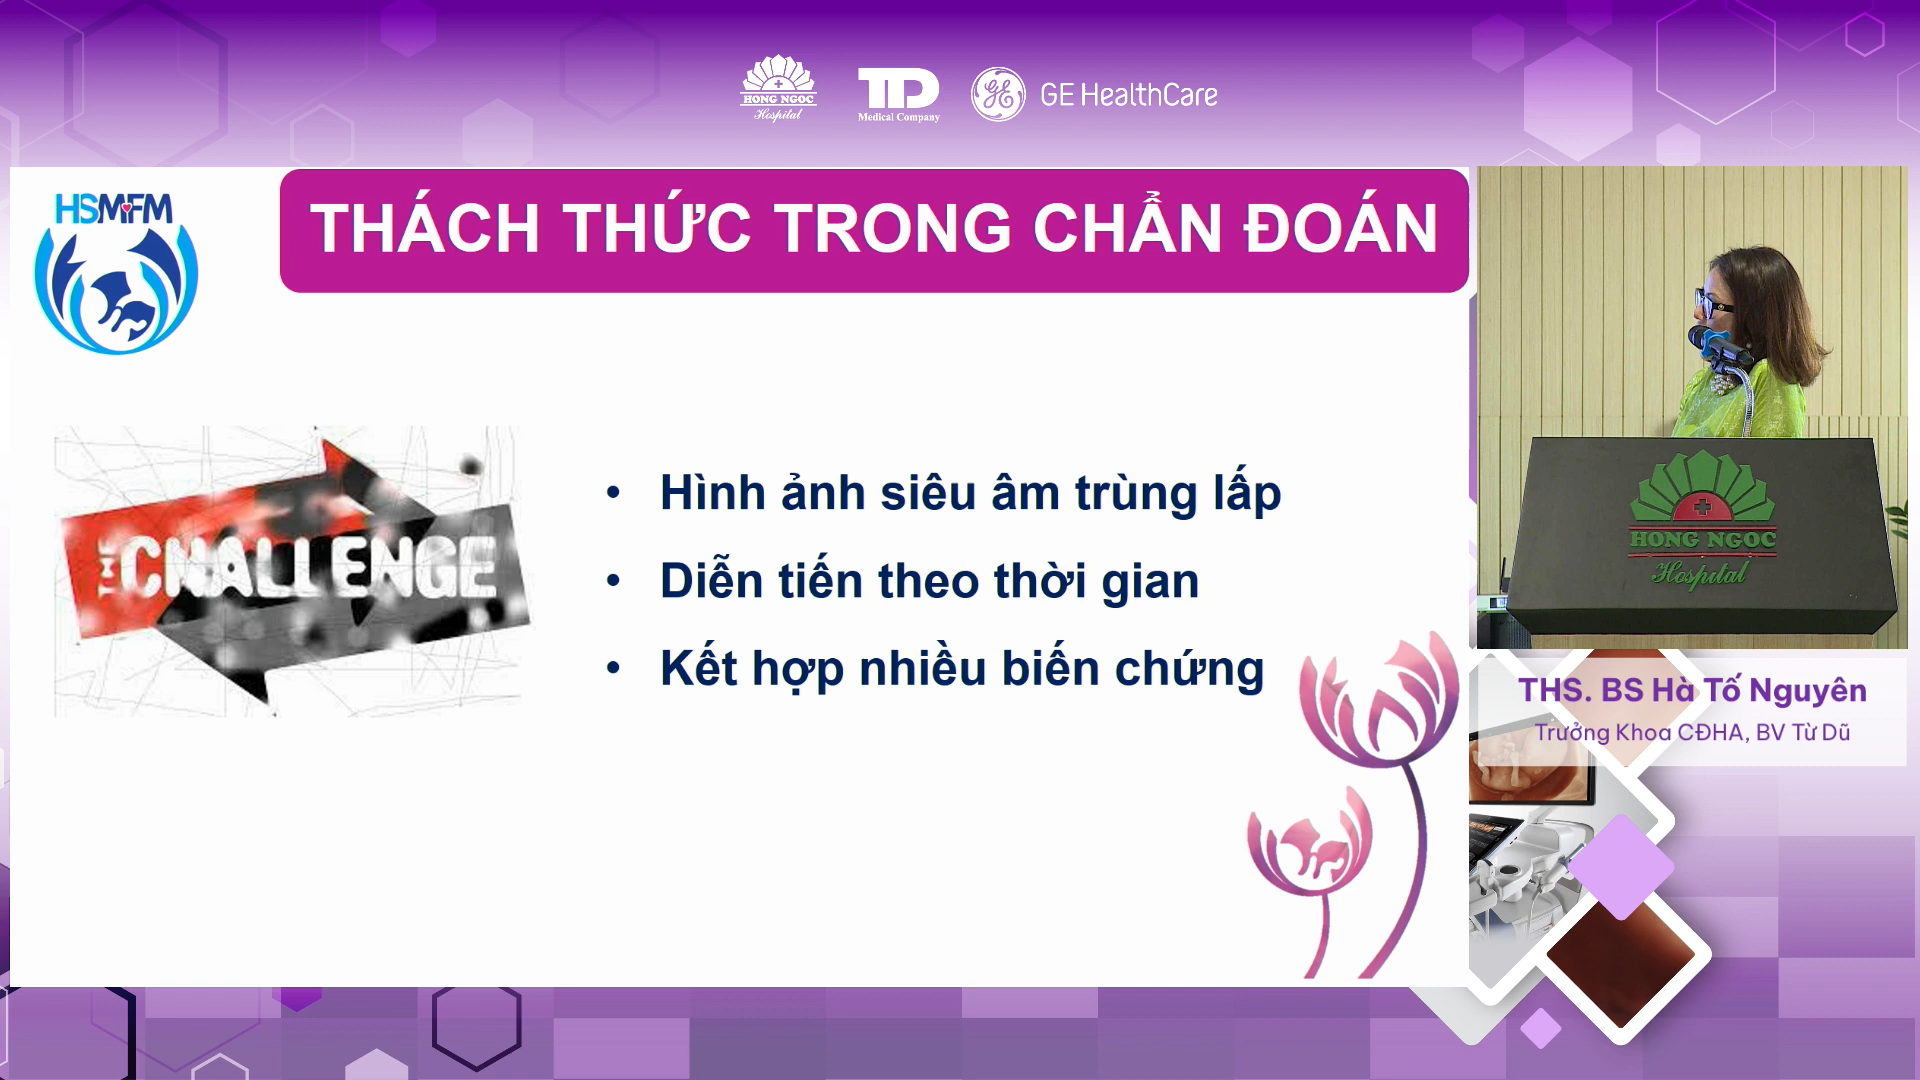 HONG NGOC
Hospital
TD
Medical Company
GE HealthCare
HSMFM
THÁCH THỨC TRONG CHẨN ĐOÁN
THE CHALLENGE
• Hình ảnh siêu âm trùng lấp
• Diễn tiến theo thời gian
• Kết hợp nhiều biến chứng
HONG NGOC
Hospital
THS. BS Hà Tố Nguyên
Trưởng Khoa CĐHA, BV Từ Dũ